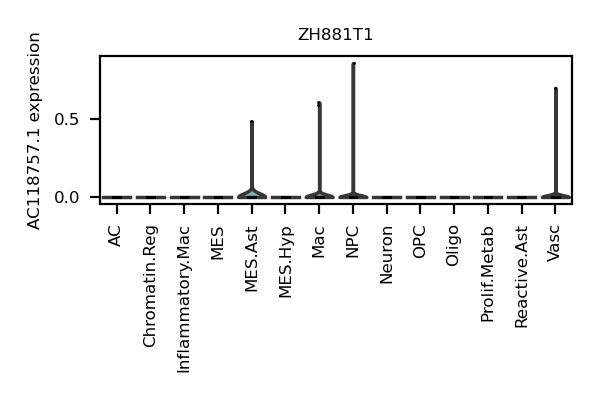 ZH881T1
AC118757.1 expression
0.5
0.0
AC
Chromatin.Reg
Inflammatory.Mac
MES
MES.Ast
MES.Hyp
Mac
NPC
Neuron
OPC
Oligo
Prolif.Metab
Reactive.Ast
Vasc